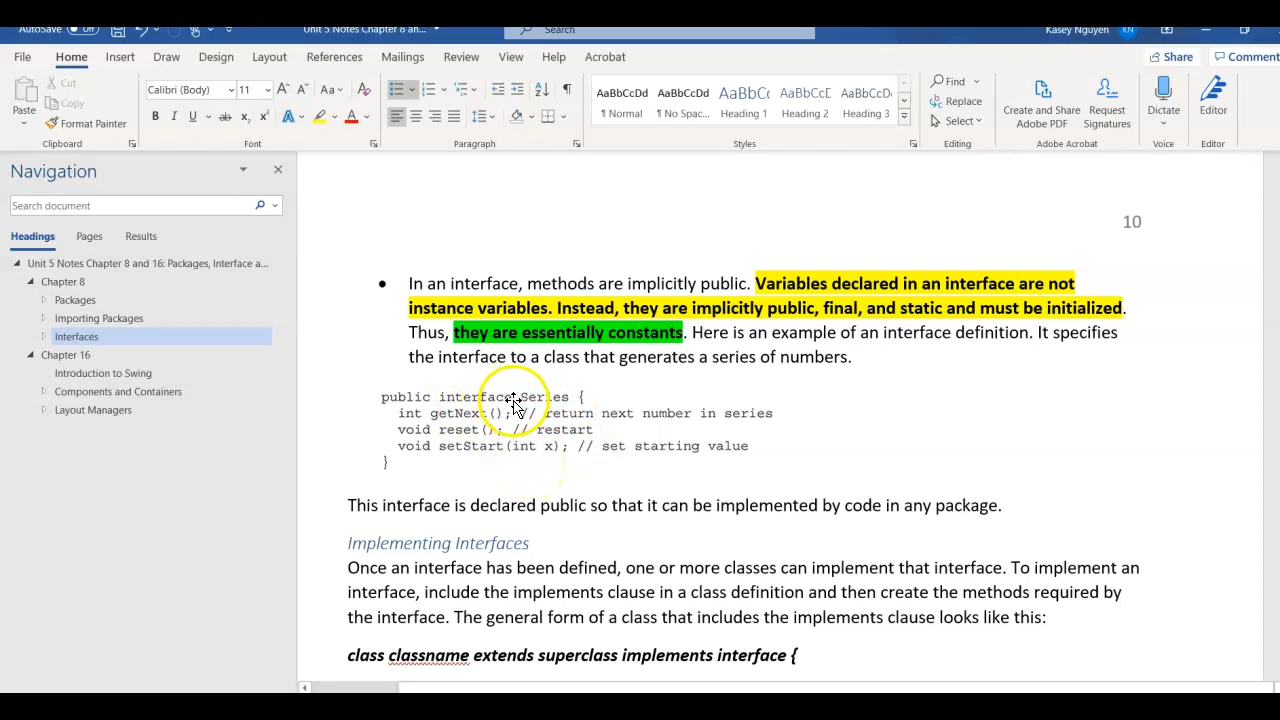 AutoSave Off Unit 5 Notes Chapter 8 and 16- Packages, Interface an... Search Kasey Nguyen KN
File Home Insert Draw Design Layout References Mailings Review View Help Acrobat Share Comment
Paste Cut Copy Format Painter
Calibri (Body) 11
AaBbCcDd AaBbCcDd AaBbCc AaBbCcD AaBbCcD
¶ Normal ¶ No Spac... Heading 1 Heading 2 Heading 3
Find Replace Select
Create and Share Adobe PDF
Request Signatures
Dictate Editor
Clipboard Font Paragraph Styles Editing Adobe Acrobat Voice Editor
Navigation
Search document
Headings Pages Results
Unit 5 Notes Chapter 8 and 16: Packages, Interface a...
Chapter 8
Packages
Importing Packages
Interfaces
Chapter 16
Introduction to Swing
Components and Containers
Layout Managers
10
• In an interface, methods are implicitly public. Variables declared in an interface are not
instance variables. Instead, they are implicitly public, final, and static and must be initialized.
Thus, they are essentially constants. Here is an example of an interface definition. It specifies
the interface to a class that generates a series of numbers.
public interface Series {
int getNext(); // return next number in series
void reset(); // restart
void setStart(int x); // set starting value
}
This interface is declared public so that it can be implemented by code in any package.
Implementing Interfaces
Once an interface has been defined, one or more classes can implement that interface. To implement an
interface, include the implements clause in a class definition and then create the methods required by
the interface. The general form of a class that includes the implements clause looks like this:
class classname extends superclass implements interface {